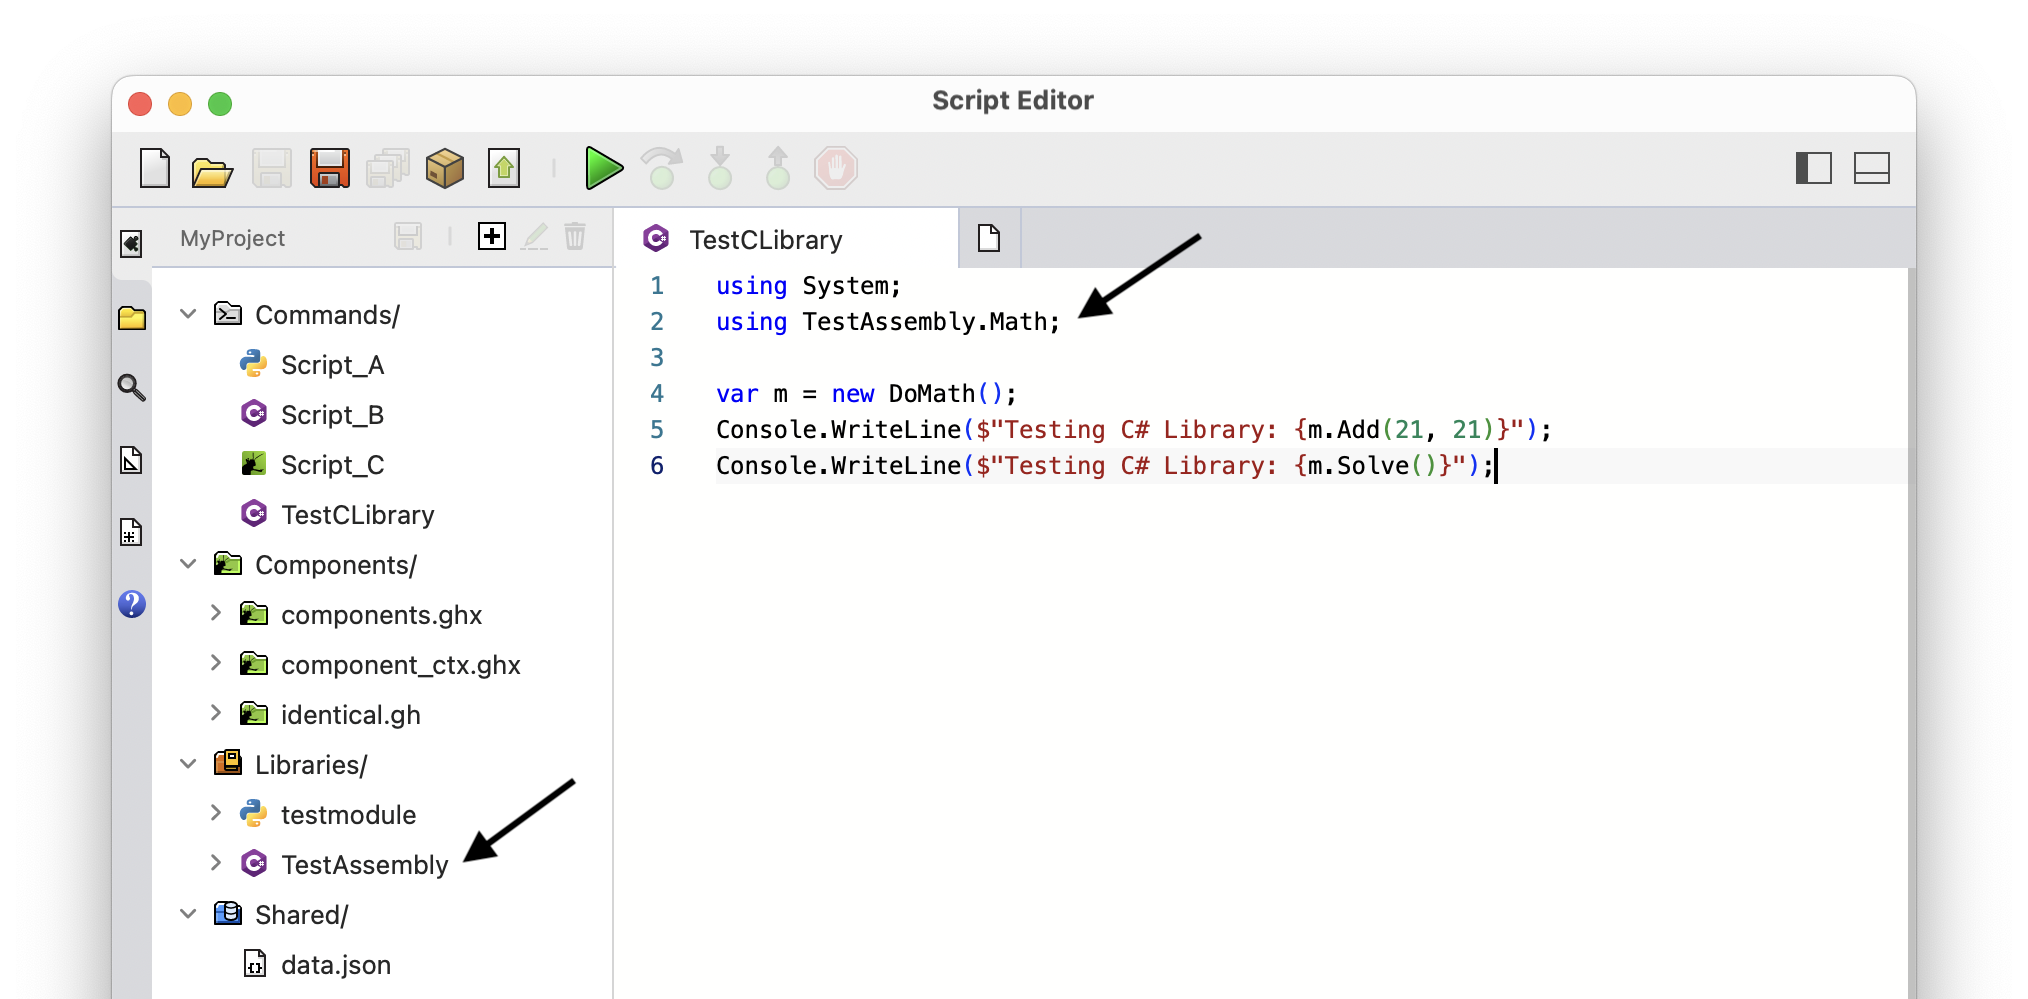 Script Editor
MyProject
Commands/
Script_A
Script_B
Script_C
TestCLibrary
Components/
components.ghx
component_ctx.ghx
identical.gh
Libraries/
testmodule
TestAssembly
Shared/
data.json
TestCLibrary
1 using System;
2 using TestAssembly.Math;
3
4 var m = new DoMath();
5 Console.WriteLine($"Testing C# Library: {m.Add(21, 21)}");
6 Console.WriteLine($"Testing C# Library: {m.Solve()}");